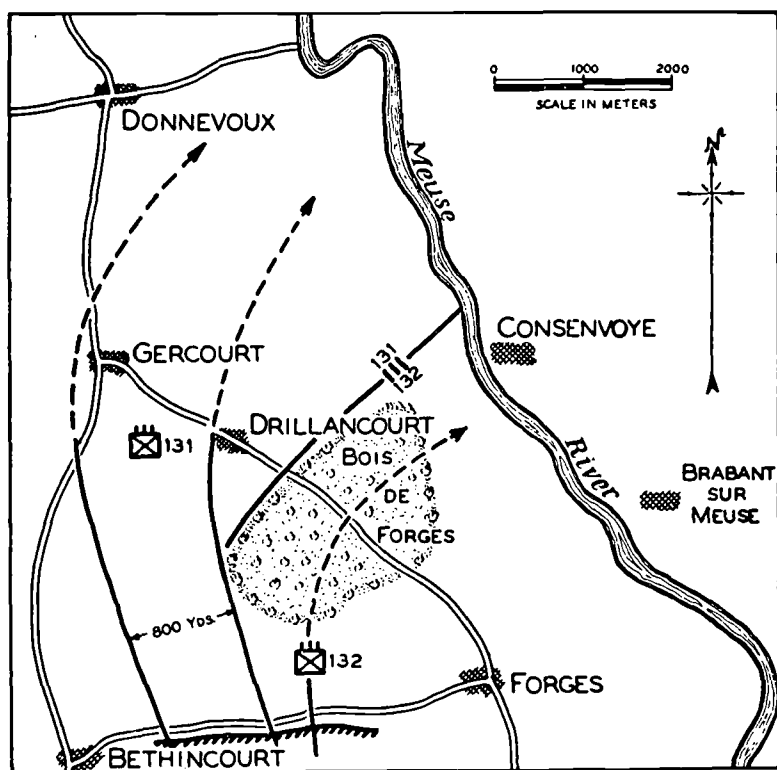 0 1000 2000
SCALE IN METERS
DONNEVOUX
N
Meuse
CONSENVOYE
GERCOURT
131
132
131
DRILLANCOURT
BOIS
DE
FORGES
River
BRABANT
SUR
MEUSE
800 YDS.
132
FORGES
BETHINCOURT